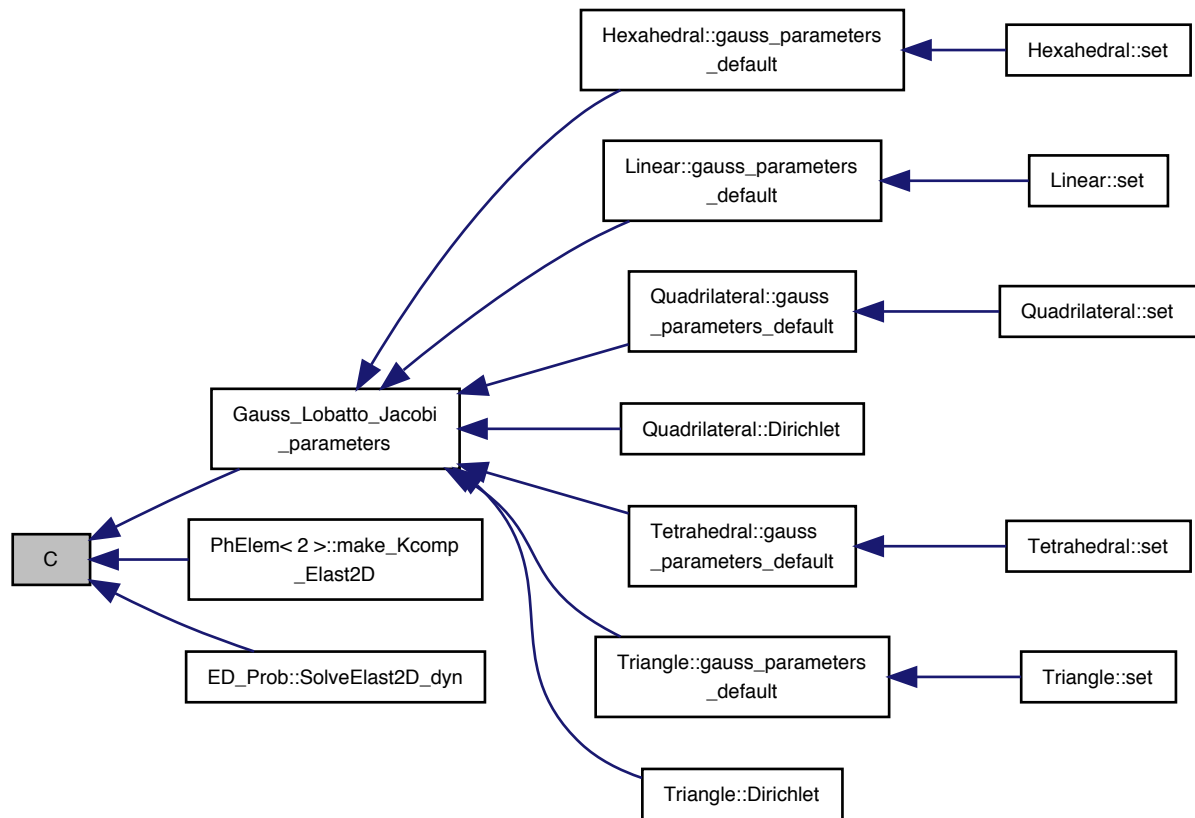 Hexahedral::gauss_parameters
_default
Hexahedral::set
Linear::gauss_parameters
_default
Linear::set
Quadrilateral::gauss
_parameters_default
Quadrilateral::set
Gauss_Lobatto_Jacobi
_parameters
Quadrilateral::Dirichlet
Tetrahedral::gauss
_parameters_default
Tetrahedral::set
C
PhElem< 2 >::make_Kcomp
_Elast2D
Triangle::gauss_parameters
_default
Triangle::set
ED_Prob::SolveElast2D_dyn
Triangle::Dirichlet